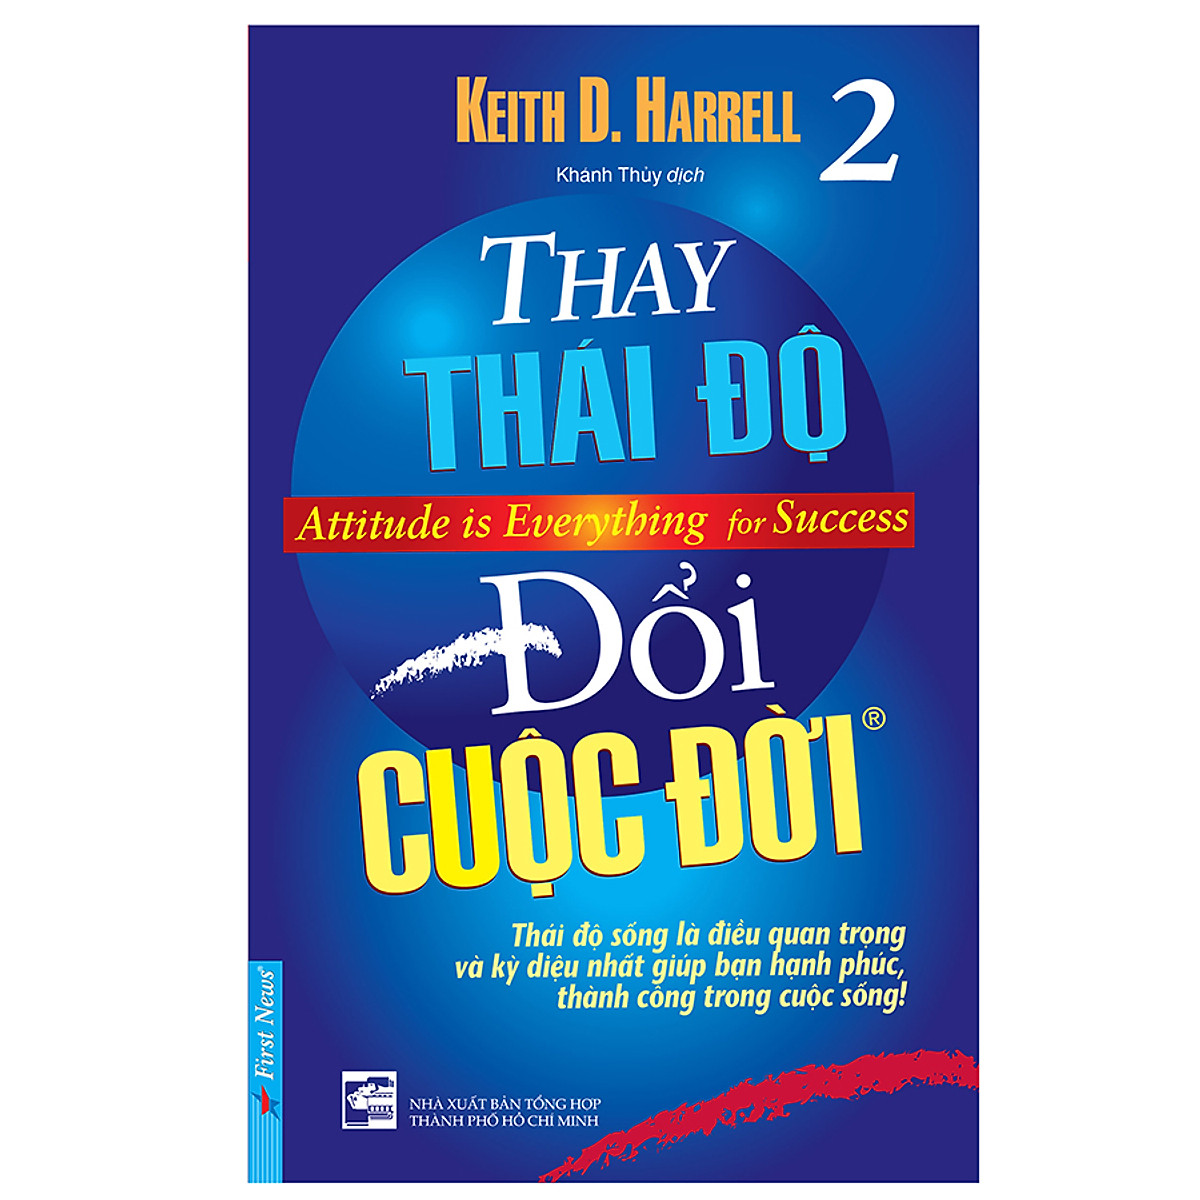 KEITH D. HARRELL 2
Khánh Thủy dịch
THAY
THÁI ĐỘ
Attitude is Everything for Success
ĐỔI
CUỘC ĐỜI®
Thái độ sống là điều quan trọng
và kỳ diệu nhất giúp bạn hạnh phúc,
thành công trong cuộc sống!
First News®
NHÀ XUẤT BẢN TỔNG HỢP
THÀNH PHỐ HỒ CHÍ MINH